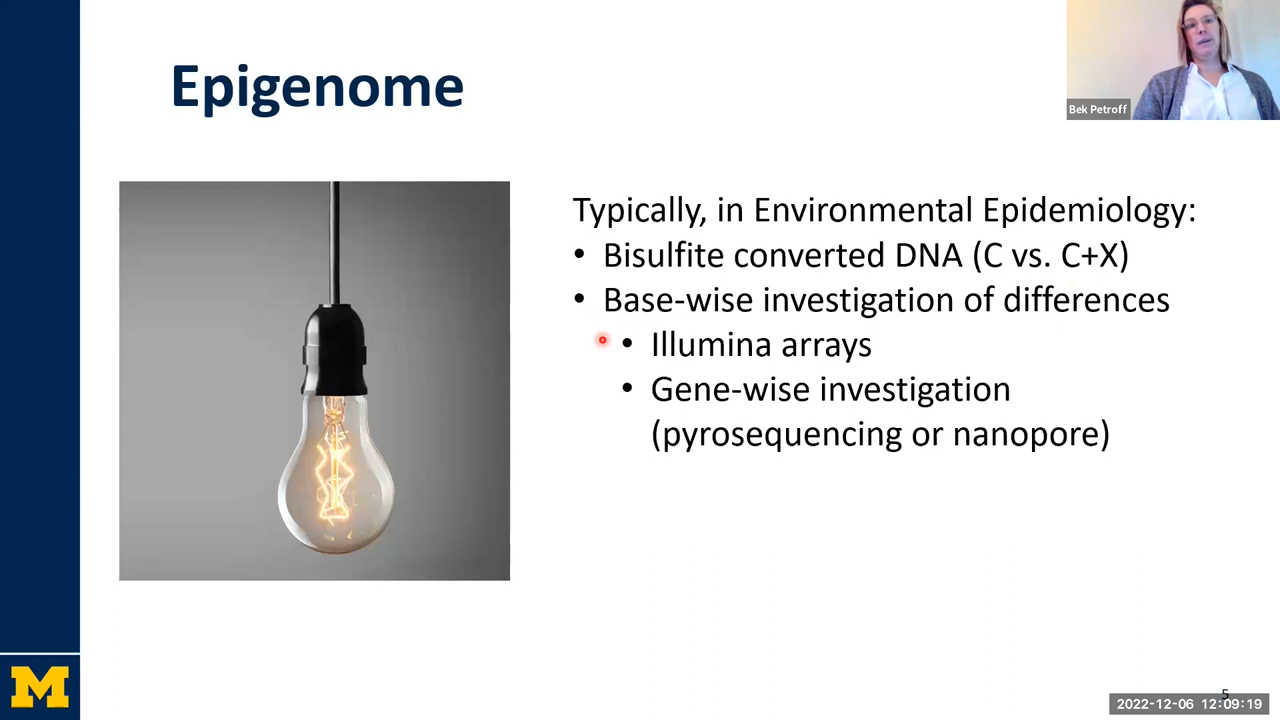 Epigenome
Bek Petroff
Typically, in Environmental Epidemiology:
• Bisulfite converted DNA (C vs. C+X)
• Base-wise investigation of differences
• Illumina arrays
• Gene-wise investigation
(pyrosequencing or nanopore)
M
5
2022-12-06 12:09:19